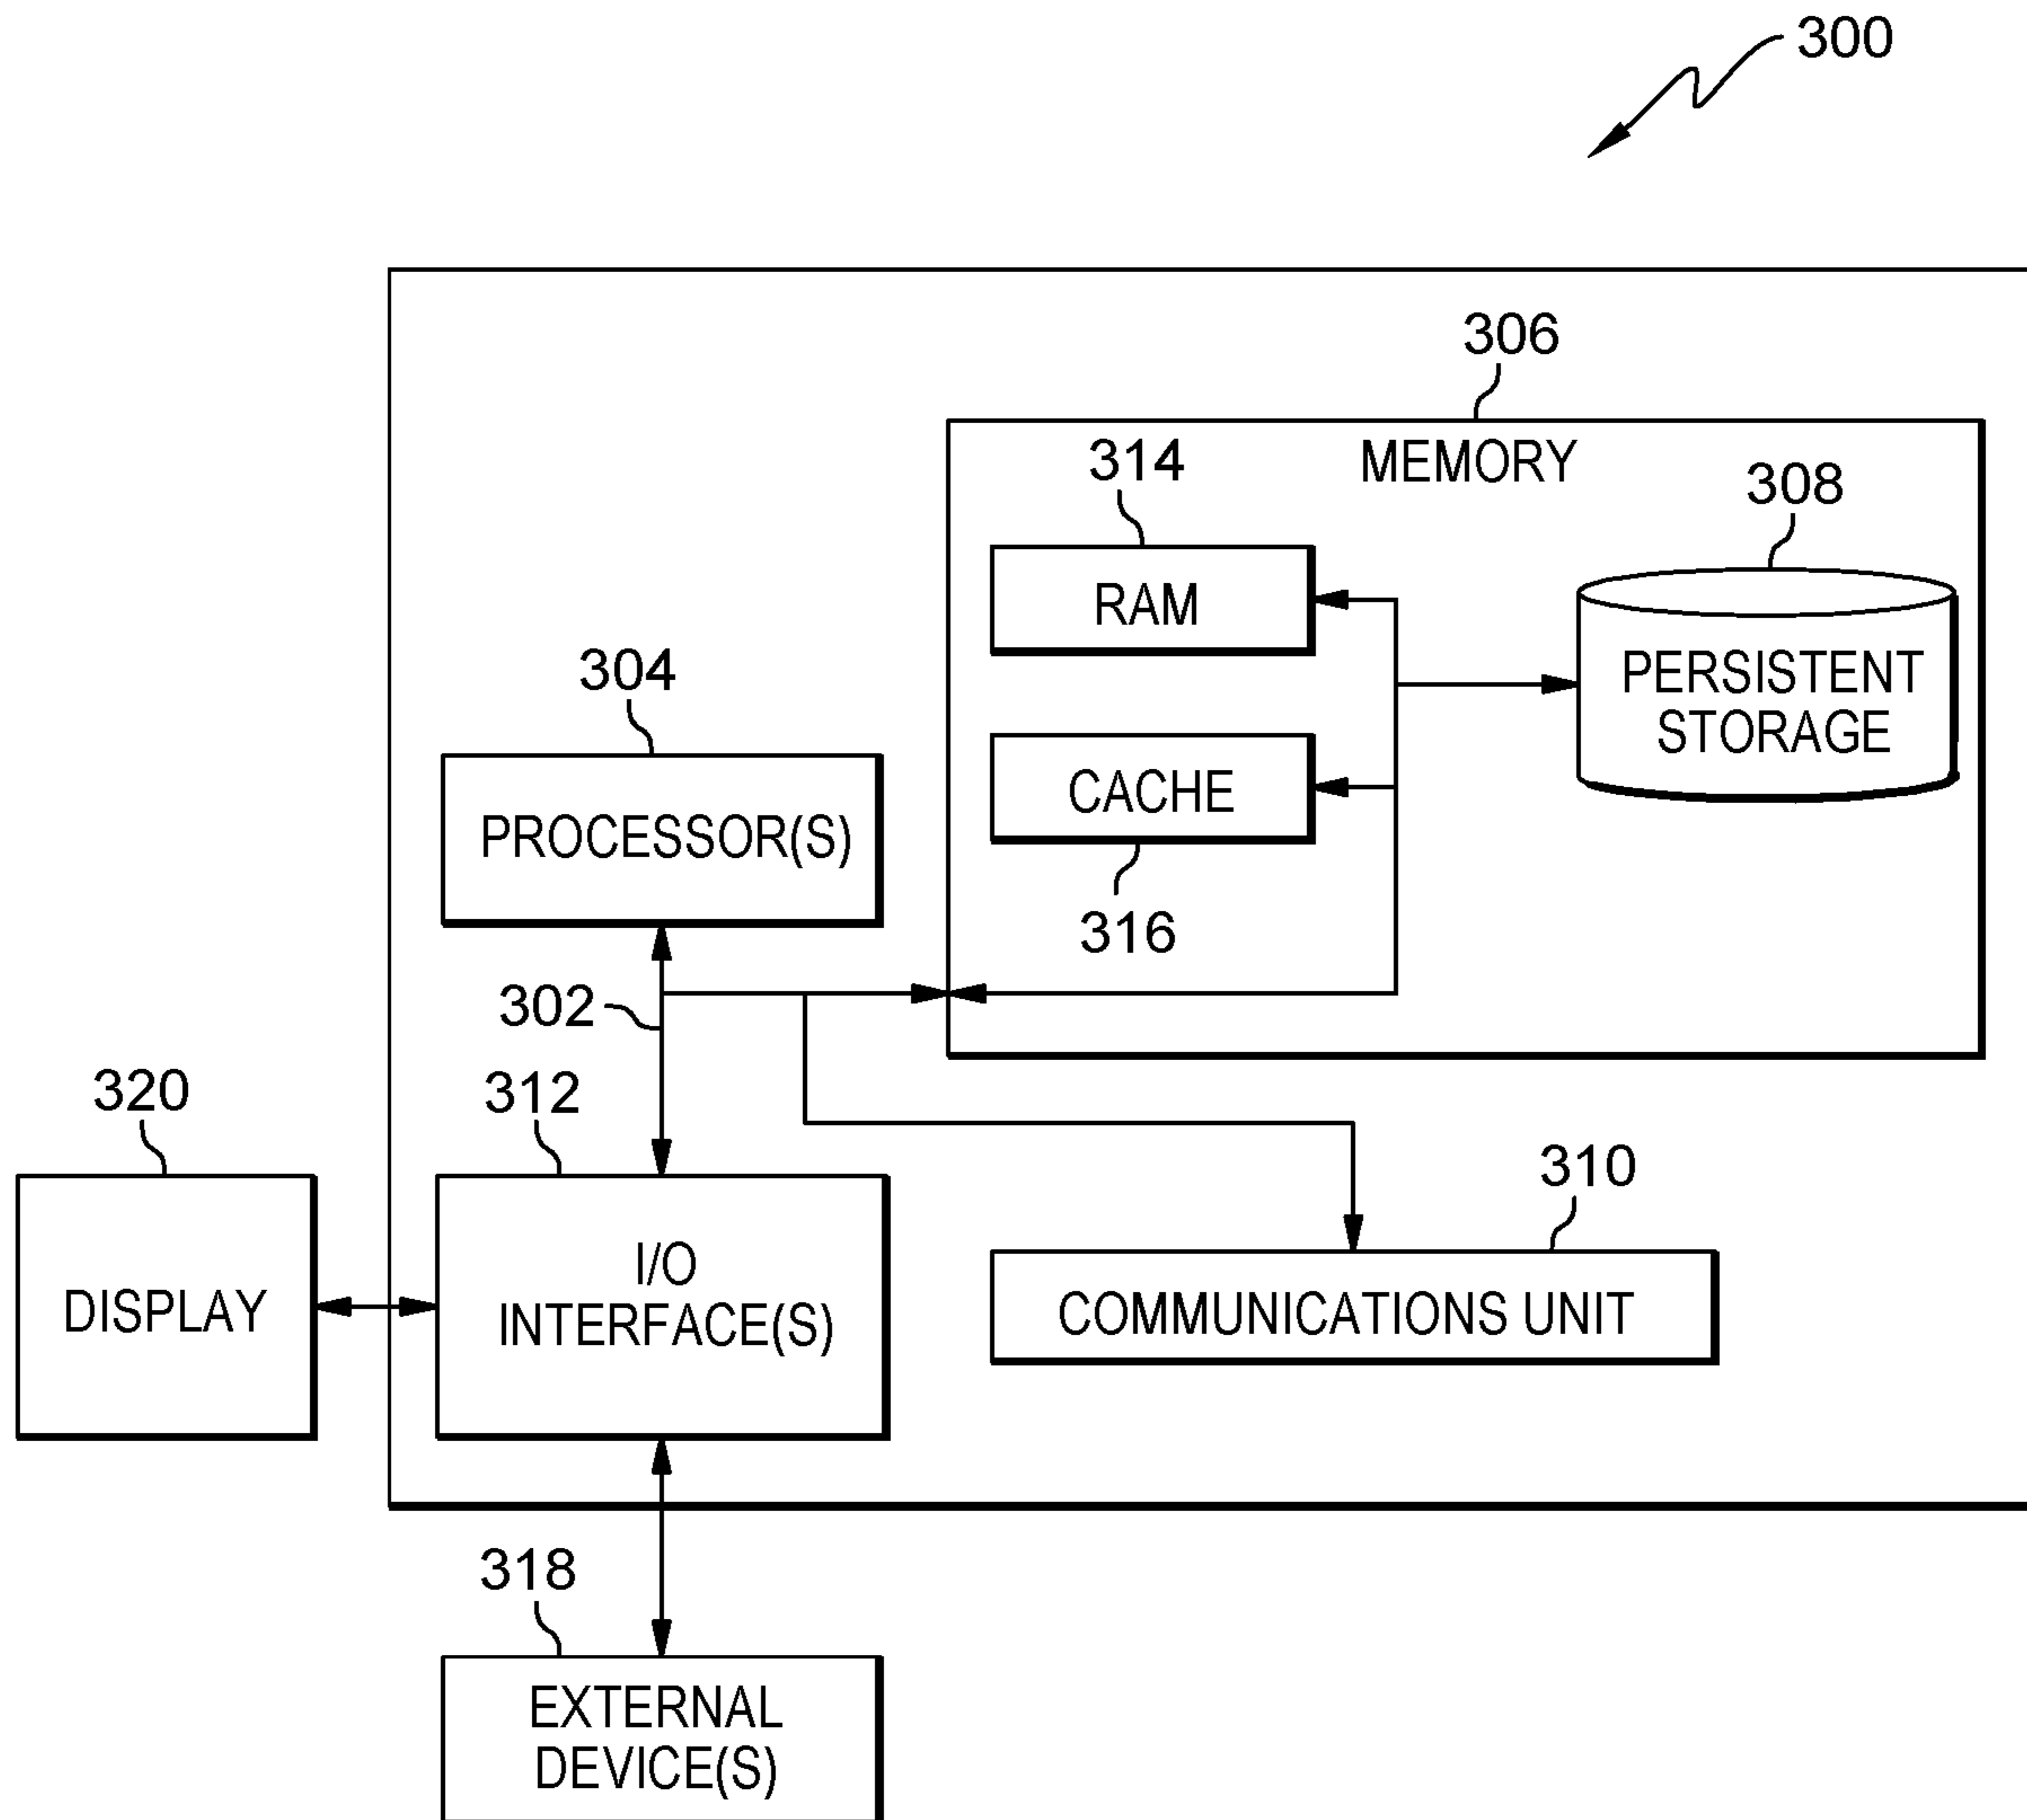 300
306
MEMORY
314
308
RAM
PERSISTENT
STORAGE
304
CACHE
PROCESSOR(S)
316
302
320
312
310
DISPLAY
I/O
INTERFACE(S)
COMMUNICATIONS UNIT
318
EXTERNAL
DEVICE(S)